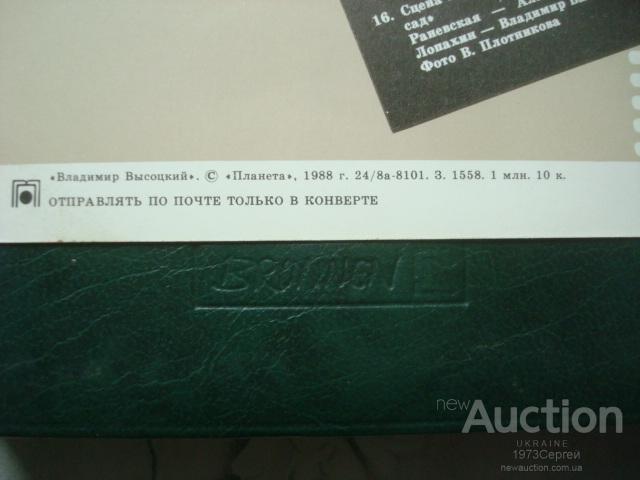 16. Сцена
сад»
Раневская —
Лопахин — Владимир
Фото В. Плотникова
«Владимир Высоцкий». © «Планета», 1988 г. 24/8а-8101. З. 1558. 1 млн. 10 к.
ОТПРАВЛЯТЬ ПО ПОЧТЕ ТОЛЬКО В КОНВЕРТЕ
BRUNNEN
new Auction
UKRAINE
1973Сергей
newauction.com.ua